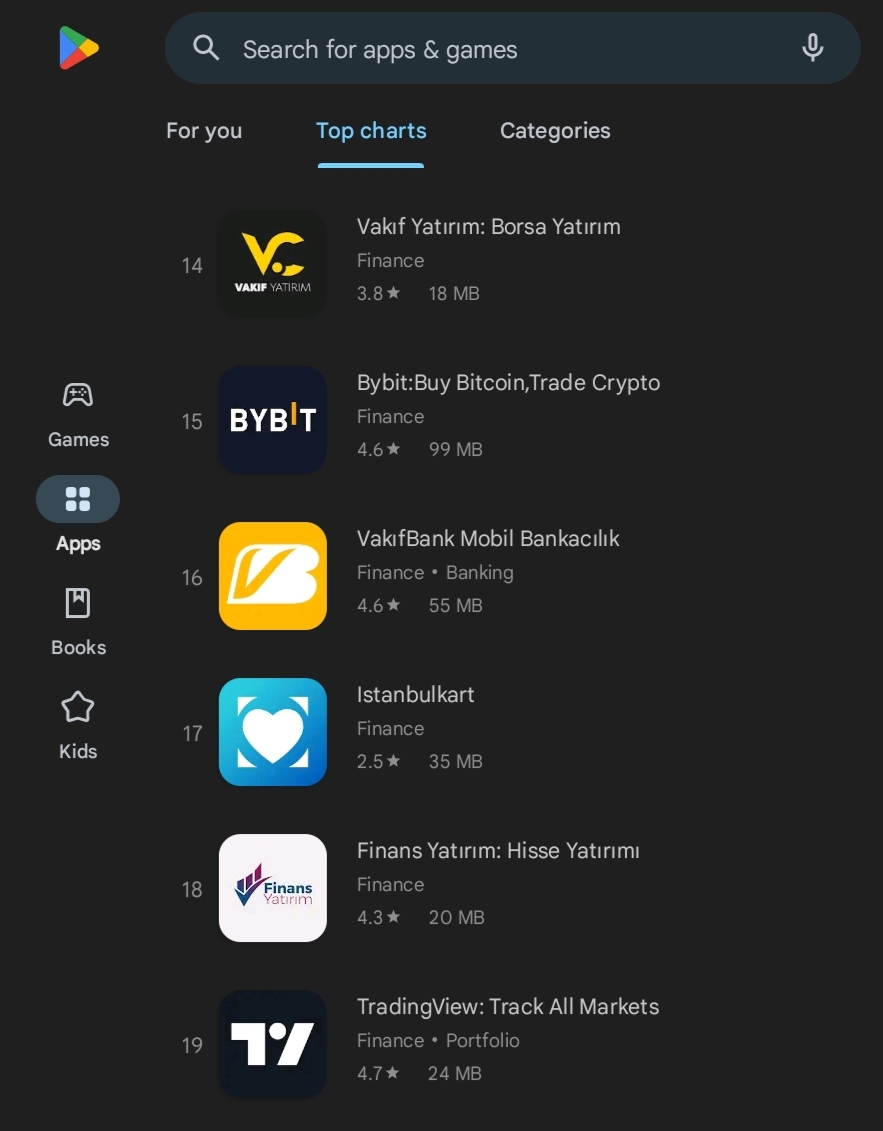 Search for apps & games
For you
Top charts
Categories
Games
Apps
Books
Kids
14
VC
VAKIF YATIRIM
Vakıf Yatırım: Borsa Yatırım
Finance
3.8★ 18 MB
15
BYBIT
Bybit:Buy Bitcoin,Trade Crypto
Finance
4.6★ 99 MB
16
VB
VakıfBank Mobil Bankacılık
Finance • Banking
4.6★ 55 MB
17
Istanbulkart
Finance
2.5★ 35 MB
18
Finans
Yatırım
Finans Yatırım: Hisse Yatırımı
Finance
4.3★ 20 MB
19
TradingView: Track All Markets
Finance • Portfolio
4.7★ 24 MB